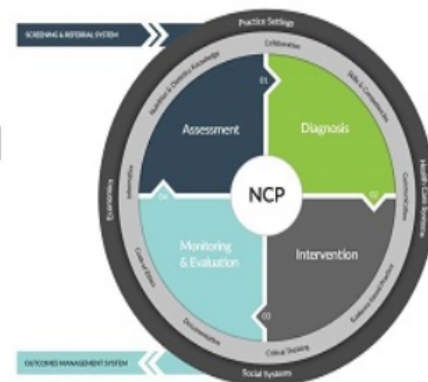 Practice Settings
SCREENING & REFERRAL SYSTEM
Collaboration
Nutrition & Dietetics Knowledge
Skills & Competencies
01
Assessment
Diagnosis
Health Care Systems
Economics
04
NCP
02
Communication
Monitoring
& Evaluation
Intervention
Code of Ethics
Evidence-based Practice
03
Documentation
Critical Thinking
OUTCOMES MANAGEMENT SYSTEM
Social Systems